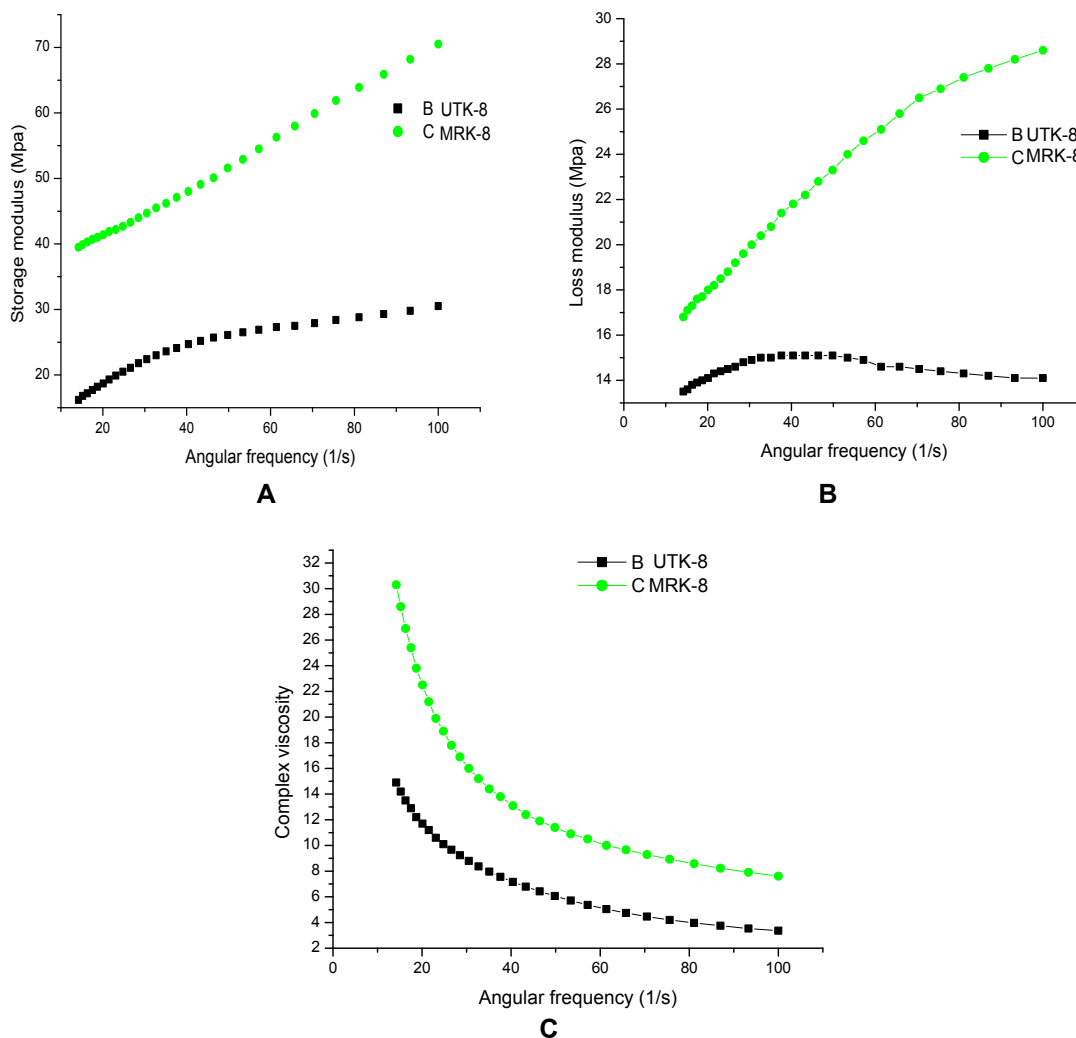 70
60
50
40
30
20
Storage modulus (Mpa)
B UTK-8
C MRK-8
20 40 60 80 100
Angular frequency (1/s)
A
30
28
26
24
22
20
18
16
14
Loss modulus (Mpa)
B UTK-8
C MRK-8
0 20 40 60 80 100
Angular frequency (1/s)
B
32
30
28
26
24
22
20
18
16
14
12
10
8
6
4
2
Complex viscosity
B UTK-8
C MRK-8
0 20 40 60 80 100
Angular frequency (1/s)
C